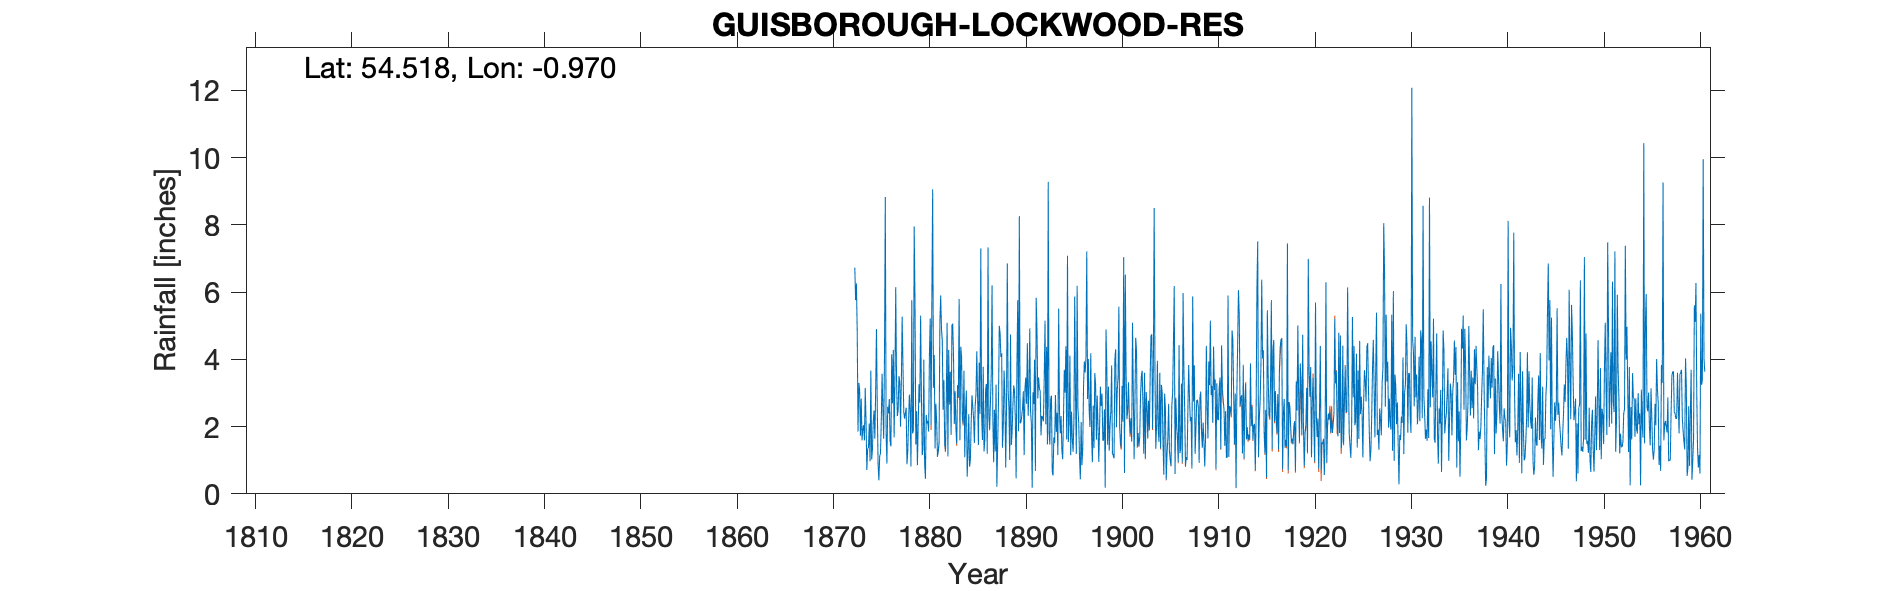 GUISBOROUGH-LOCKWOOD-RES
Lat: 54.518, Lon: -0.970
Rainfall [inches]
12
10
8
6
4
2
0
1810 1820 1830 1840 1850 1860 1870 1880 1890 1900 1910 1920 1930 1940 1950 1960
Year